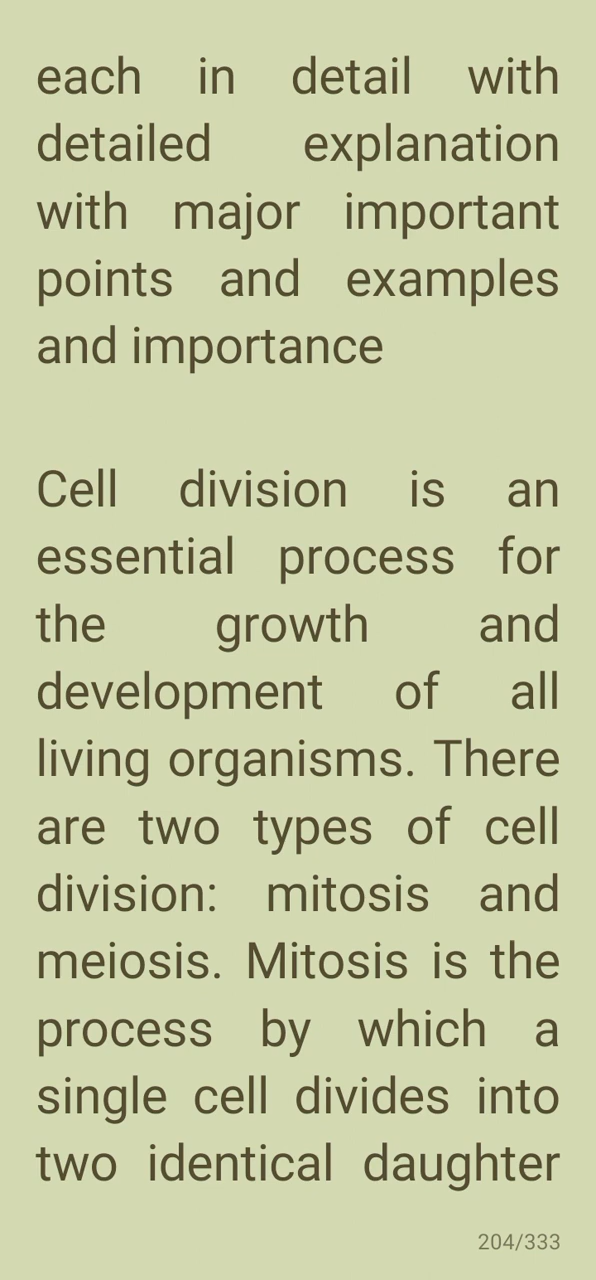 each in detail with
detailed explanation
with major important
points and examples
and importance
Cell division is an
essential process for
the growth and
development of all
living organisms. There
are two types of cell
division: mitosis and
meiosis. Mitosis is the
process by which a
single cell divides into
two identical daughter
204/333